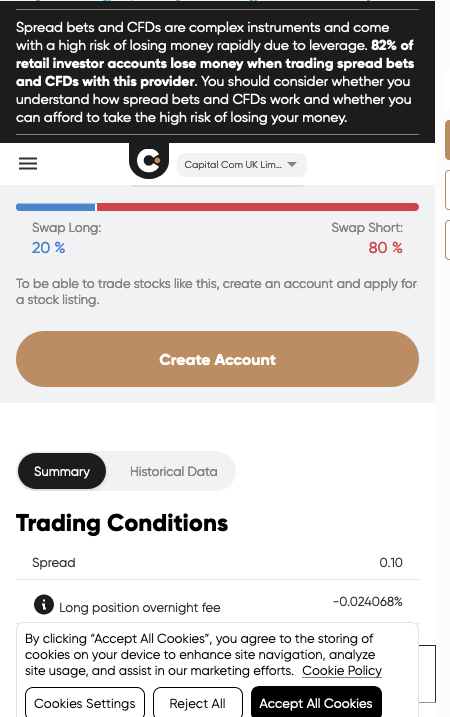 Spread bets and CFDs are complex instruments and come
with a high risk of losing money rapidly due to leverage. 82% of
retail investor accounts lose money when trading spread bets
and CFDs with this provider. You should consider whether you
understand how spread bets and CFDs work and whether you
can afford to take the high risk of losing your money.
Capital Com UK Lim...
Swap Long: Swap Short:
20 % 80 %
To be able to trade stocks like this, create an account and apply for
a stock listing.
Create Account
Summary Historical Data
Trading Conditions
Spread 0.10
Long position overnight fee -0.024068%
By clicking “Accept All Cookies”, you agree to the storing of
cookies on your device to enhance site navigation, analyze
site usage, and assist in our marketing efforts. Cookie Policy
Cookies Settings Reject All Accept All Cookies